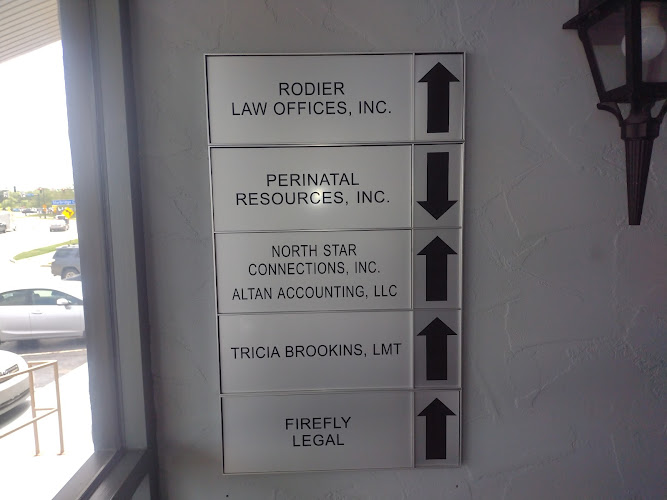 RODIER
LAW OFFICES, INC.
PERINATAL
RESOURCES, INC.
NORTH STAR
CONNECTIONS, INC.
ALTAN ACCOUNTING, LLC
TRICIA BROOKINS, LMT
FIREFLY
LEGAL